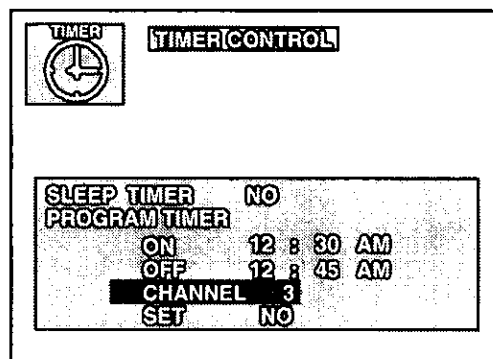 TIMER
TIMER CONTROL
SLEEP TIMER NO
PROGRAM TIMER
ON 12 : 30 AM
OFF 12 : 45 AM
CHANNEL 3
SET NO